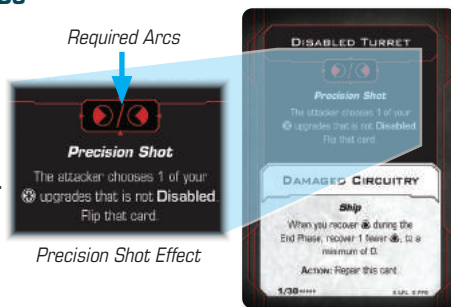 Required Arcs
Precision Shot
The attacker chooses 1 of your
upgrades that is not Disabled.
Flip that card.
Precision Shot Effect
DISABLED TURRET
Precision Shot
The attacker chooses 1 of your
upgrades that is not Disabled.
Flip that card.
DAMAGED CIRCUITRY
Ship
When you recover during the
End Phase, recover 1 fewer, to a
minimum of 0.
Action: Repair this card.
1/30